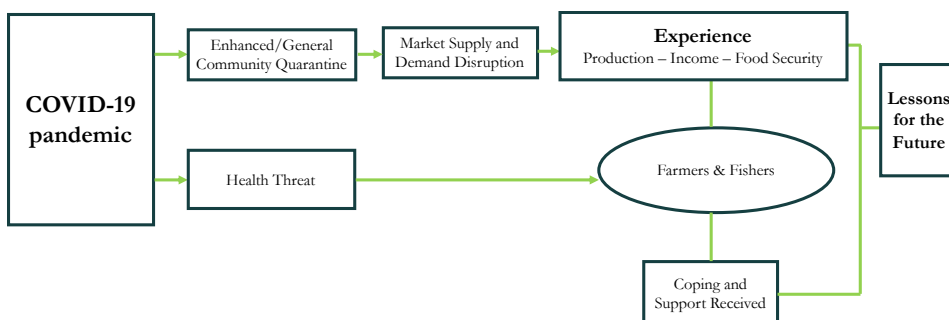 COVID-19
pandemic
Enhanced/General
Community Quarantine
Market Supply and
Demand Disruption
Experience
Production – Income – Food Security
Lessons
for the
Future
Health Threat
Farmers & Fishers
Coping and
Support Received